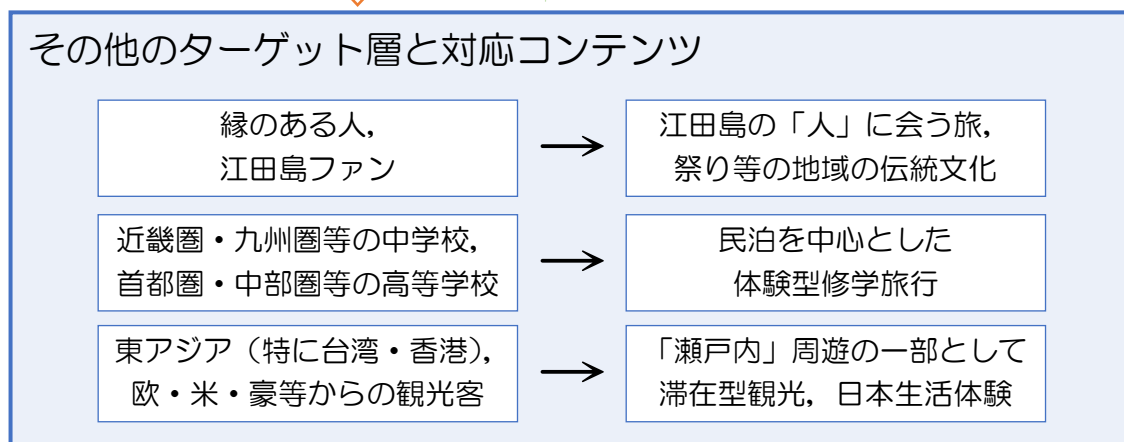 その他のターゲット層と対応コンテンツ
縁のある人,
江田島ファン
江田島の「人」に会う旅,
祭り等の地域の伝統文化
近畿圏・九州圏等の中学校,
首都圏・中部圏等の高等学校
民泊を中心とした
体験型修学旅行
東アジア（特に台湾・香港),
欧・米・豪等からの観光客
「瀬戸内」周遊の一部として
滞在型観光, 日本生活体験